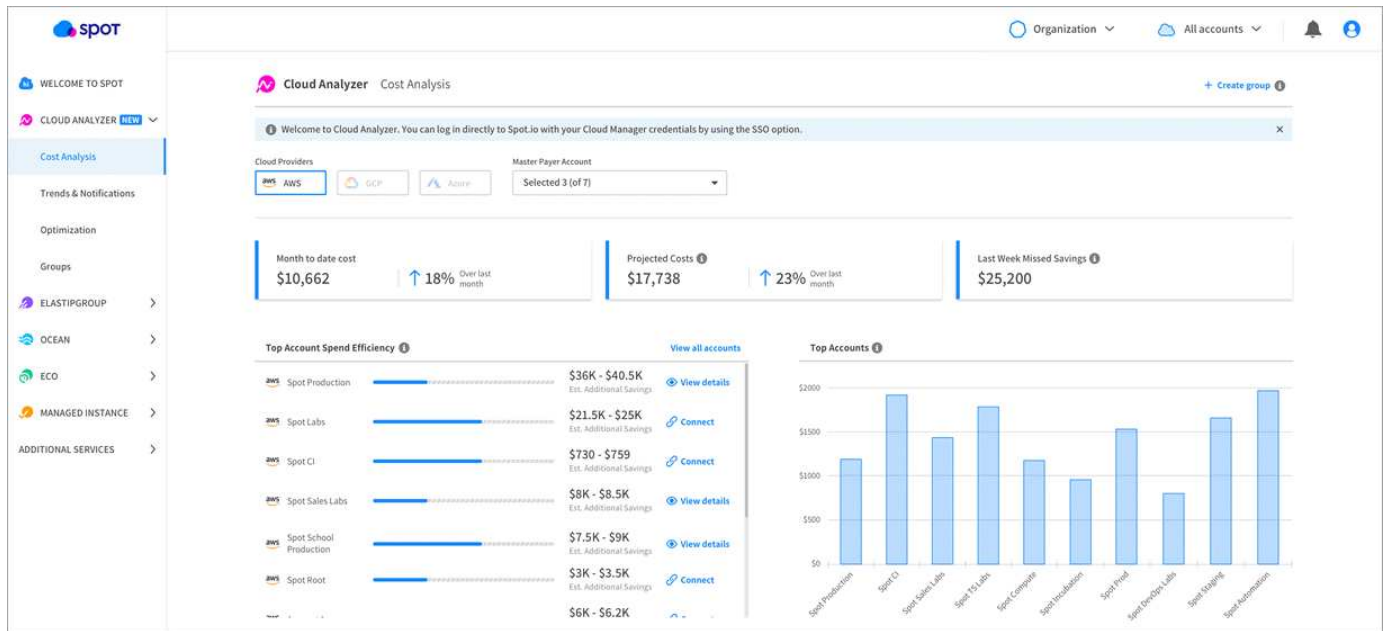 spot
Organization
All accounts
WELCOME TO SPOT
CLOUD ANALYZER NEW
Cost Analysis
Trends & Notifications
Optimization
Groups
ELASTIPGROUP
OCEAN
ECO
MANAGED INSTANCE
ADDITIONAL SERVICES
Cloud Analyzer Cost Analysis
+ Create group
Welcome to Cloud Analyzer. You can log in directly to Spot.io with your Cloud Manager credentials by using the SSO option.
Cloud Providers
aws AWS
GCP
Azure
Master Payer Account
Selected 3 (of 7)
Month to date cost
$10,662
18% Over last
month
Projected Costs
$17,738
23% Over last
month
Last Week Missed Savings
$25,200
Top Account Spend Efficiency
View all accounts
aws Spot Production
$36K - $40.5K
Est. Additional Savings
View details
aws Spot Labs
$21.5K - $25K
Est. Additional Savings
Connect
aws Spot CI
$730 - $759
Est. Additional Savings
Connect
aws Spot Sales Labs
$8K - $8.5K
Est. Additional Savings
View details
aws Spot School
Production
$7.5K - $9K
Est. Additional Savings
View details
aws Spot Root
$3K - $3.5K
Est. Additional Savings
Connect
$6K - $6.2K
Top Accounts
$2000
$1500
$1000
$500
$0
Spot Production
Spot CI
Spot Sales Labs
Spot TS Labs
Spot Compute
Spot Incubation
Spot Prod
Spot DevOps Labs
Spot Staging
Spot Automation